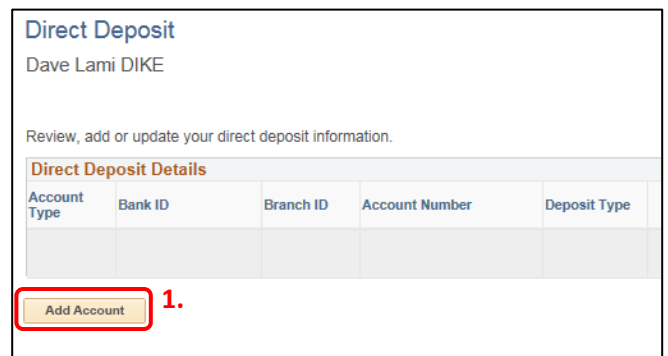 Direct Deposit
Dave Lami DIKE
Review, add or update your direct deposit information.
Direct Deposit Details
Account Type Bank ID Branch ID Account Number Deposit Type
Add Account 1.